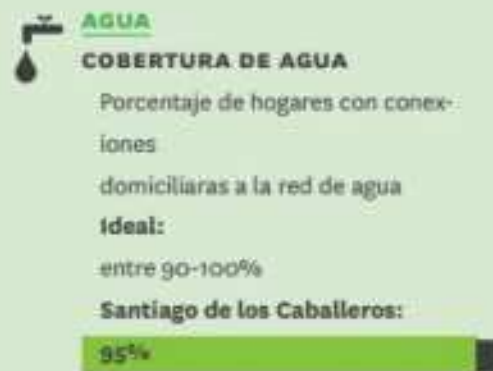 AGUA
COBERTURA DE AGUA
Porcentaje de hogares con conex-
iones
domiciliaras a la red de agua
Ideal:
entre 90-100%
Santiago de los Caballeros:
95%